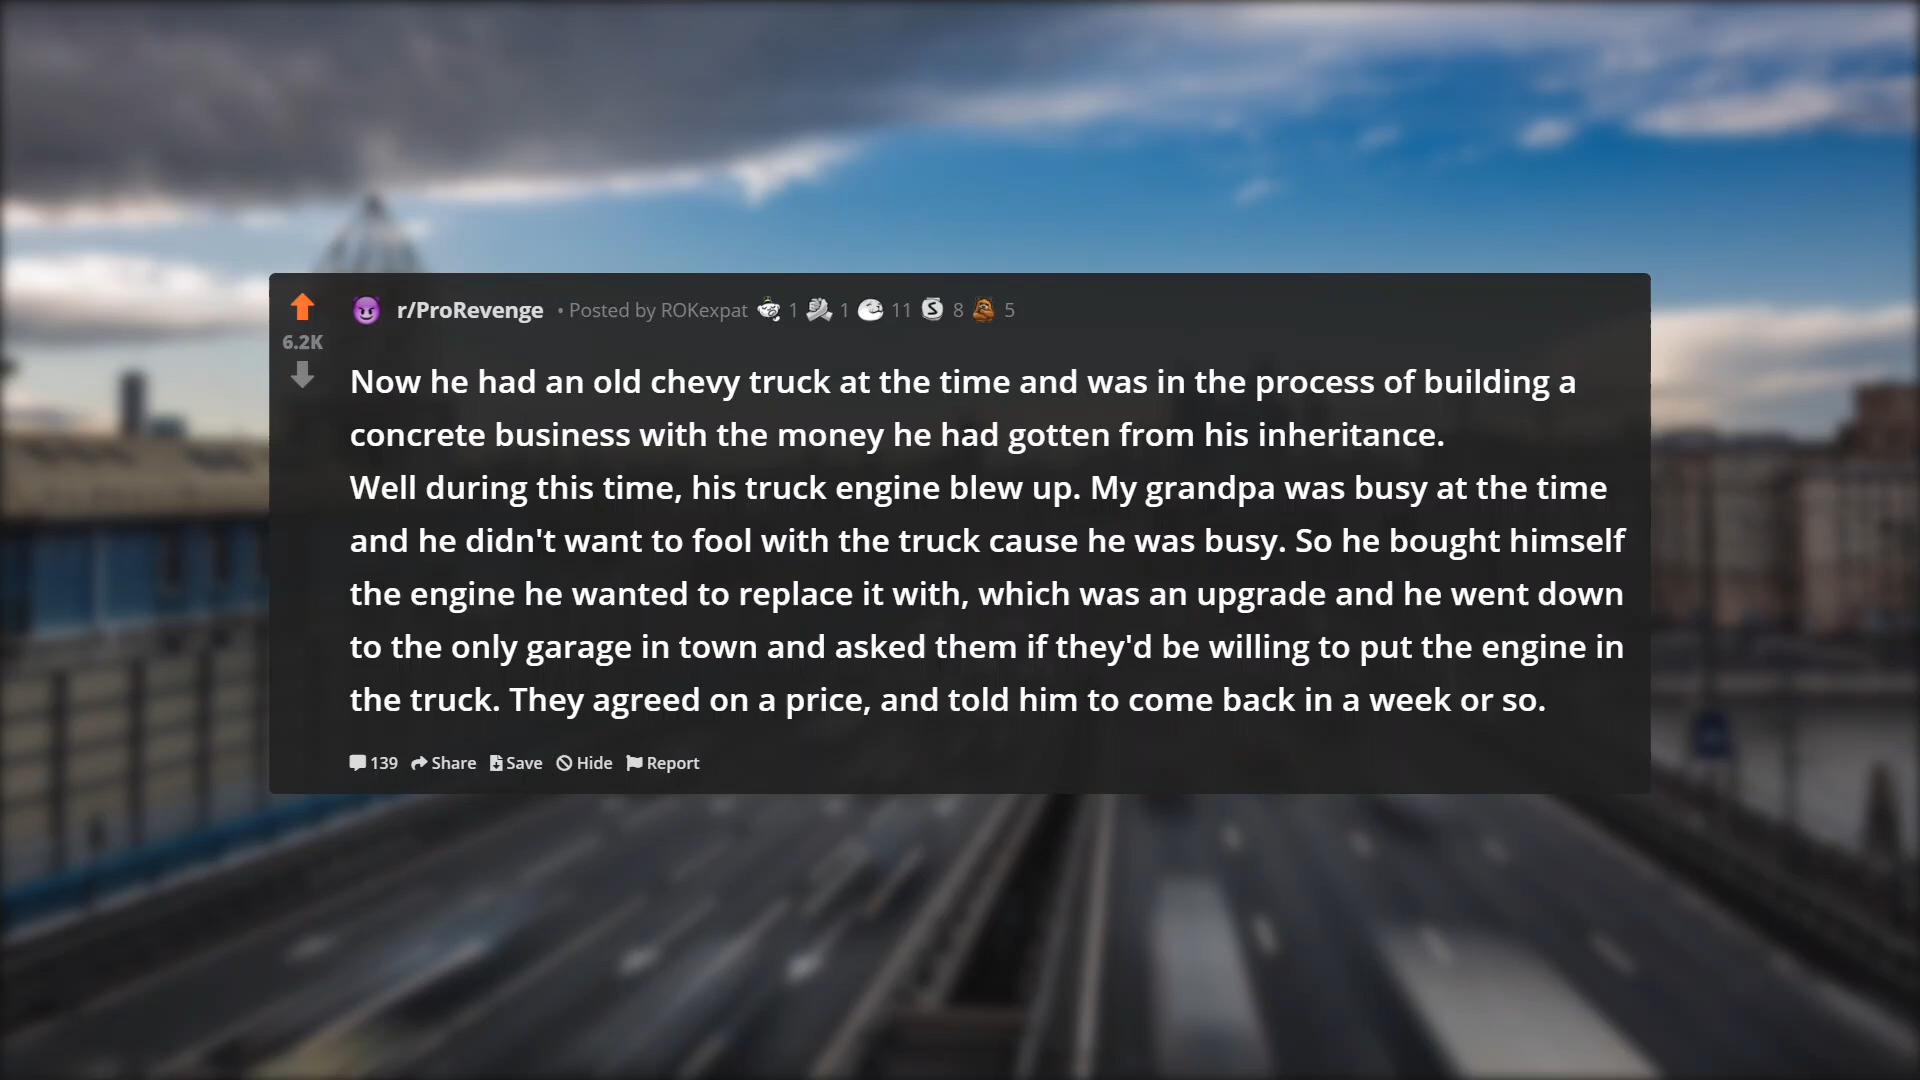 r/ProRevenge • Posted by ROKexpat 1 1 11 8 5
6.2K
Now he had an old chevy truck at the time and was in the process of building a
concrete business with the money he had gotten from his inheritance.
Well during this time, his truck engine blew up. My grandpa was busy at the time
and he didn't want to fool with the truck cause he was busy. So he bought himself
the engine he wanted to replace it with, which was an upgrade and he went down
to the only garage in town and asked them if they'd be willing to put the engine in
the truck. They agreed on a price, and told him to come back in a week or so.
139 Share Save Hide Report